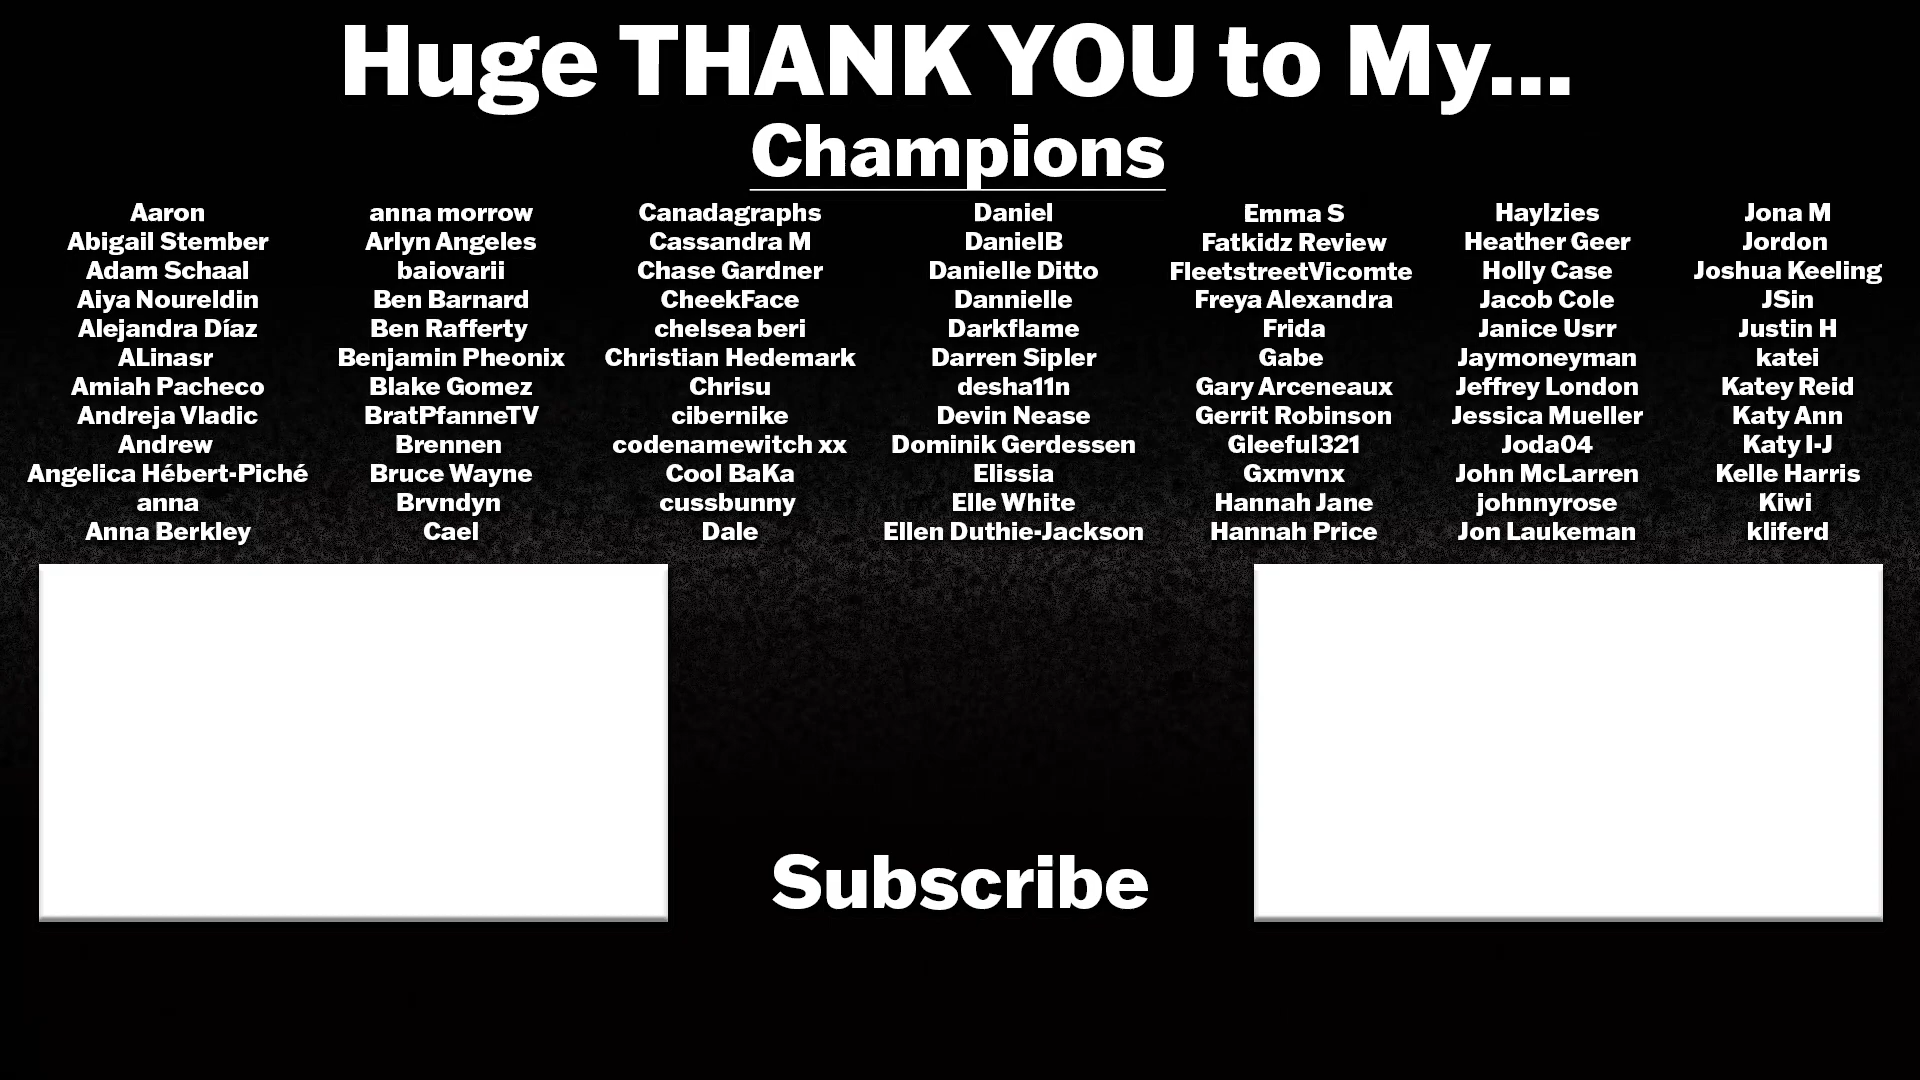 Huge THANK YOU to My...
Champions
Aaron
Abigail Stember
Adam Schaal
Aiya Noureldin
Alejandra Díaz
ALinasr
Amiah Pacheco
Andreja Vladic
Andrew
Angelica Hébert-Piché
anna
Anna Berkley
anna morrow
Arlyn Angeles
baiovarii
Ben Barnard
Ben Rafferty
Benjamin Pheonix
Blake Gomez
BratPfanneTV
Brennen
Bruce Wayne
Brvndyn
Cael
Canadagraphs
Cassandra M
Chase Gardner
CheekFace
chelsea beri
Christian Hedemark
Chrisu
cibernike
codenamewitch xx
Cool BaKa
cussbunny
Dale
Daniel
DanielB
Danielle Ditto
Dannielle
Darkflame
Darren Sipler
desha11n
Devin Nease
Dominik Gerdessen
Elissia
Elle White
Ellen Duthie-Jackson
Emma S
Fatkidz Review
FleetstreetVicomte
Freya Alexandra
Frida
Gabe
Gary Arceneaux
Gerrit Robinson
Gleeful321
Gxmvnx
Hannah Jane
Hannah Price
Haylzies
Heather Geer
Holly Case
Jacob Cole
Janice Usrr
Jaymoneyman
Jeffrey London
Jessica Mueller
Joda04
John McLarren
johnnyrose
Jon Laukeman
Jona M
Jordon
Joshua Keeling
JSin
Justin H
katei
Katey Reid
Katy Ann
Katy I-J
Kelle Harris
Kiwi
kliferd
Subscribe